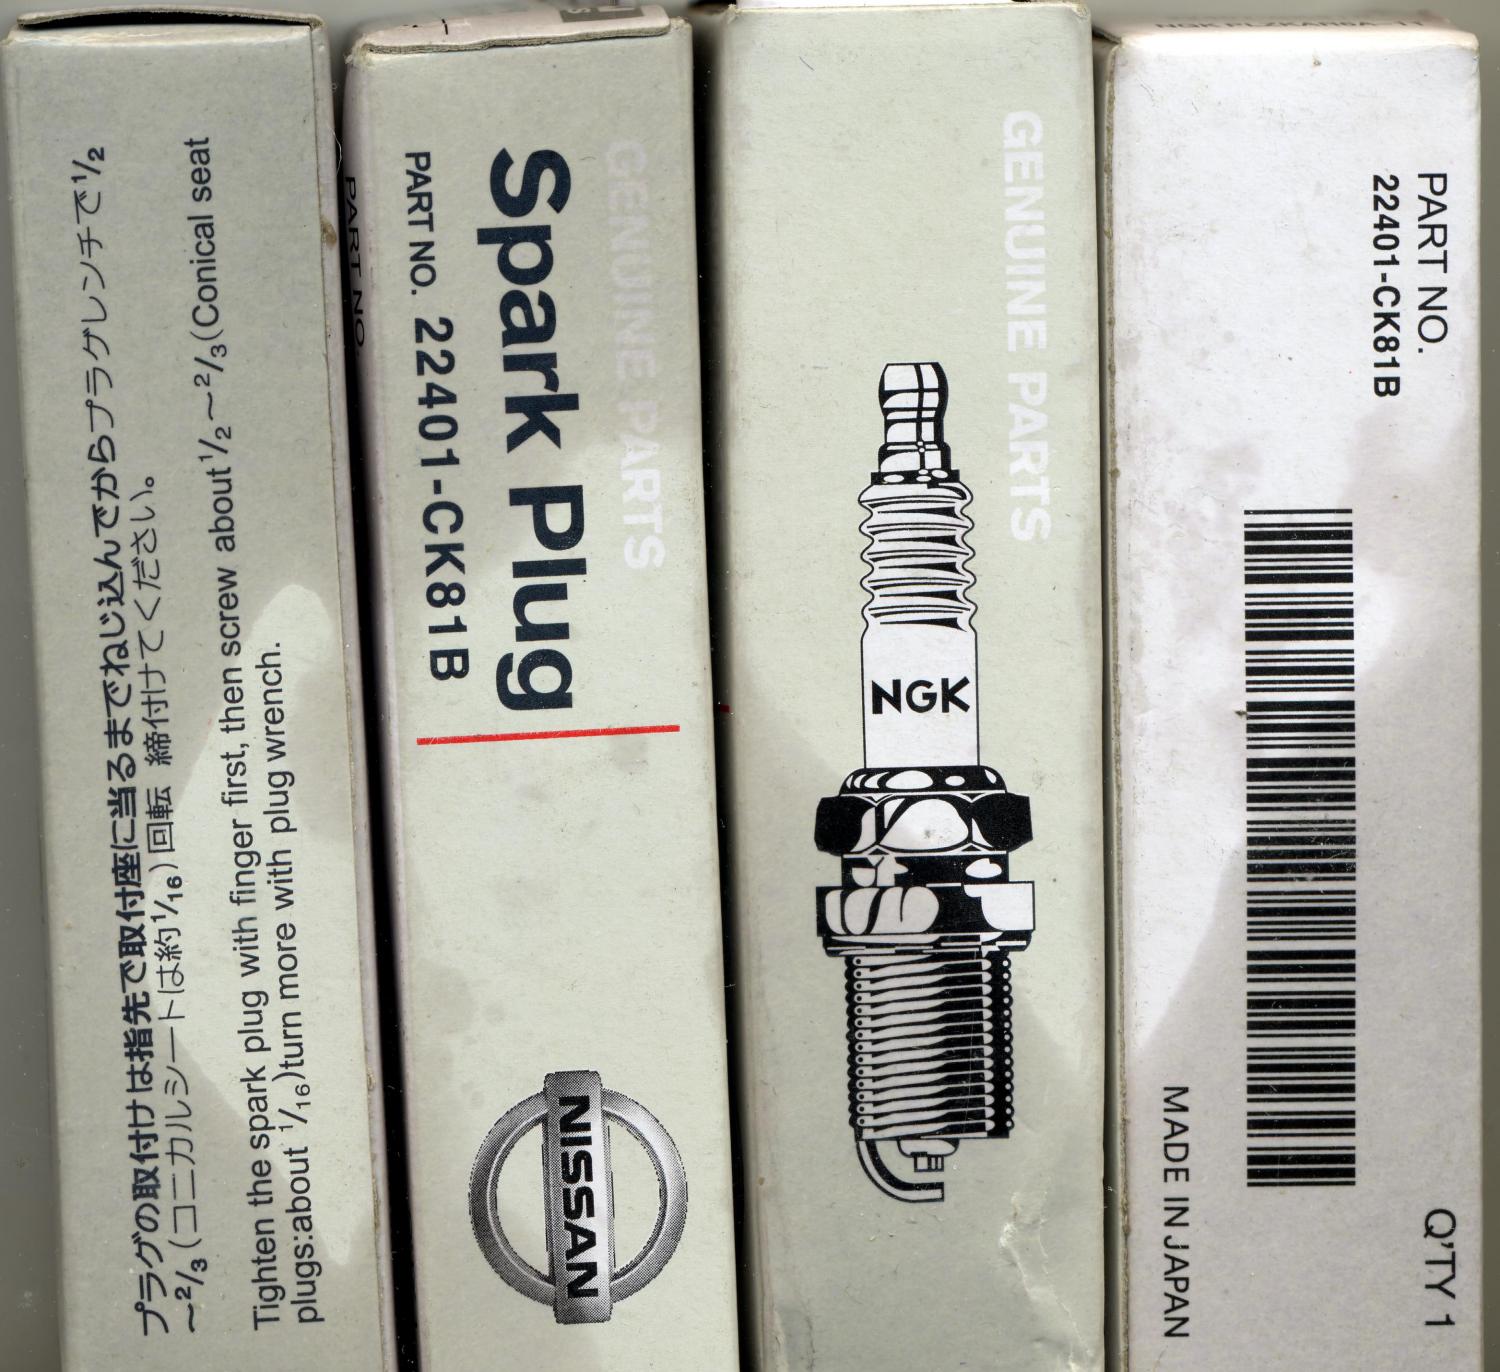 プラグの取付けは指先で取付座に当るまでねじ込んでからプラグレンチで1/2
～2/3(コニカルシートは約1/16)回転 締付けてください。
Tighten the spark plug with finger first, then screw about 1/2～2/3(Conical seat
plugs:about 1/16)turn more with plug wrench.
PART NO.
GENUINE PARTS
Spark Plug
PART NO. 22401-CK81B
NISSAN
GENUINE PARTS
NGK
PART NO.
22401-CK81B
MADE IN JAPAN
Q'TY 1